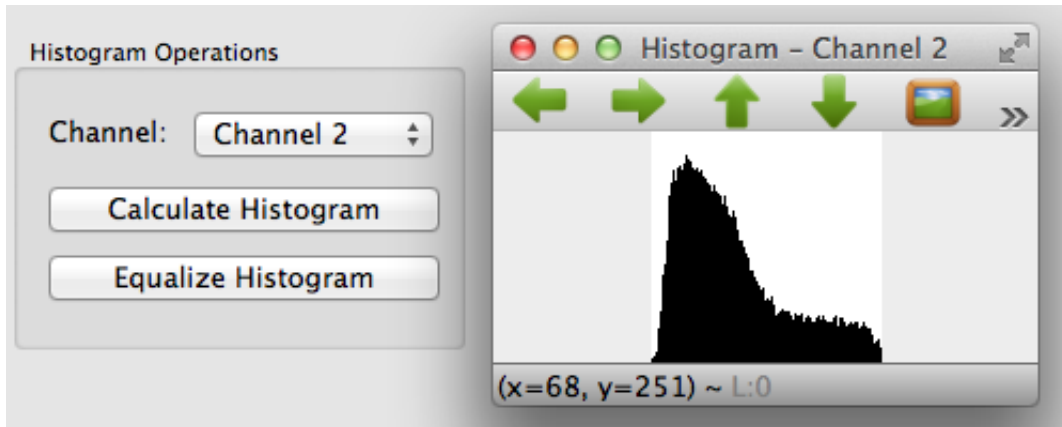 Histogram Operations
Channel: Channel 2
Calculate Histogram
Equalize Histogram
Histogram – Channel 2
(x=68, y=251) ~ L:0